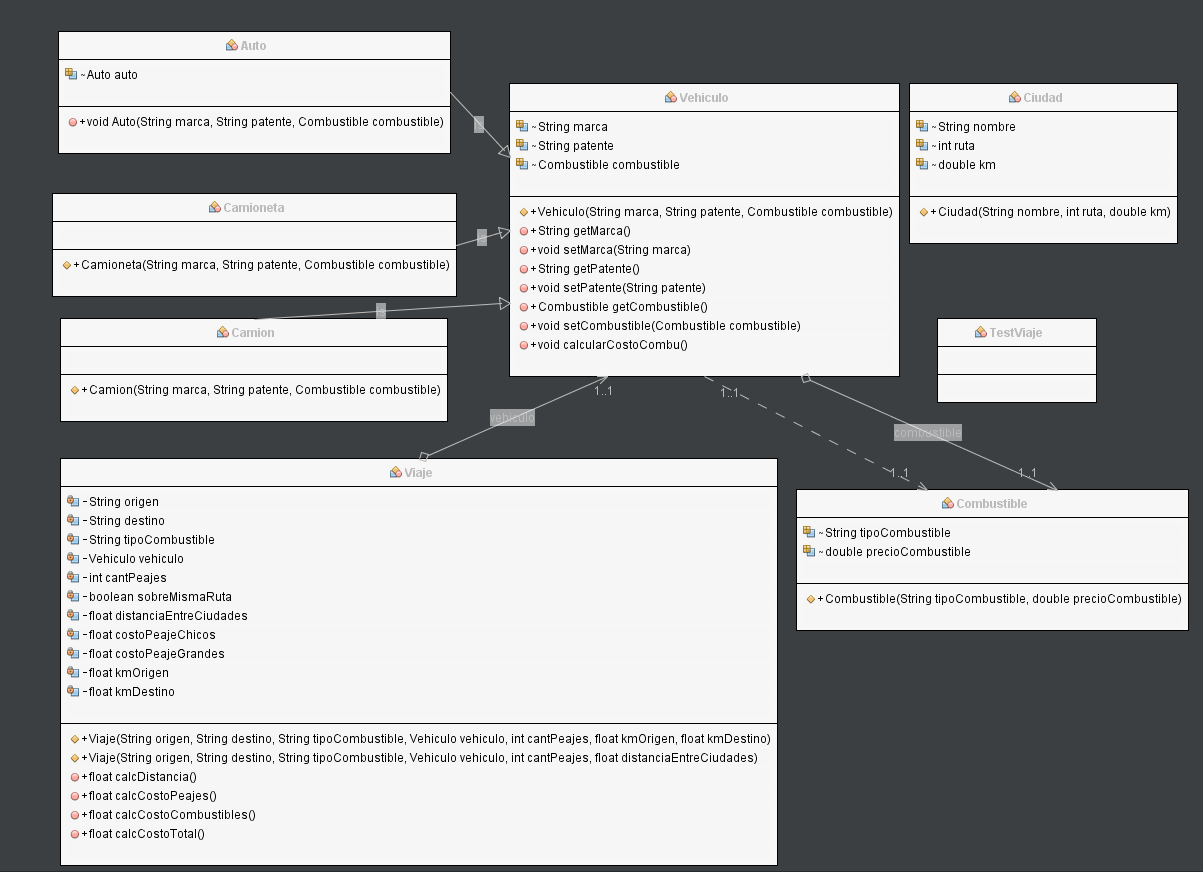 Auto
~Auto auto
+void Auto(String marca, String patente, Combustible combustible)
Camioneta
+Camioneta(String marca, String patente, Combustible combustible)
Camion
+Camion(String marca, String patente, Combustible combustible)
Vehiculo
~String marca
~String patente
~Combustible combustible
+Vehiculo(String marca, String patente, Combustible combustible)
+String getMarca()
+void setMarca(String marca)
+String getPatente()
+void setPatente(String patente)
+Combustible getCombustible()
+void setCombustible(Combustible combustible)
+void calcularCostoCombu()
Ciudad
~String nombre
~int ruta
~double km
+Ciudad(String nombre, int ruta, double km)
TestViaje
1..1
1..1
vehiculo
combustible
1..1
1..1
Viaje
-String origen
-String destino
-String tipoCombustible
-Vehiculo vehiculo
-int cantPeajes
-boolean sobreMismaRuta
-float distanciaEntreCiudades
-float costoPeajeChicos
-float costoPeajeGrandes
-float kmOrigen
-float kmDestino
+Viaje(String origen, String destino, String tipoCombustible, Vehiculo vehiculo, int cantPeajes, float kmOrigen, float kmDestino)
+Viaje(String origen, String destino, String tipoCombustible, Vehiculo vehiculo, int cantPeajes, float distanciaEntreCiudades)
+float calcDistancia()
+float calcCostoPeajes()
+float calcCostoCombustibles()
+float calcCostoTotal()
Combustible
~String tipoCombustible
~double precioCombustible
+Combustible(String tipoCombustible, double precioCombustible)